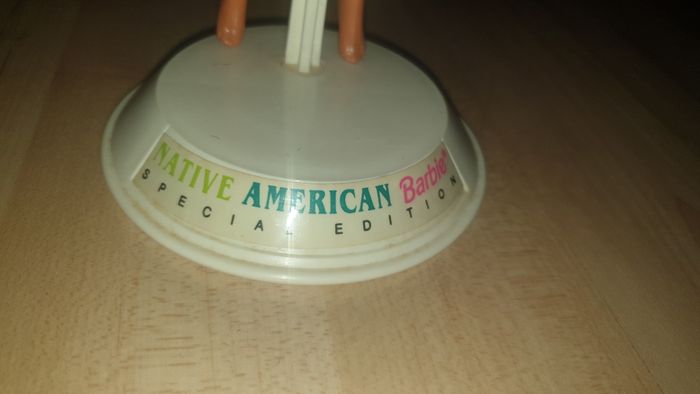 NATIVE AMERICAN Barbie®
SPECIAL EDITION